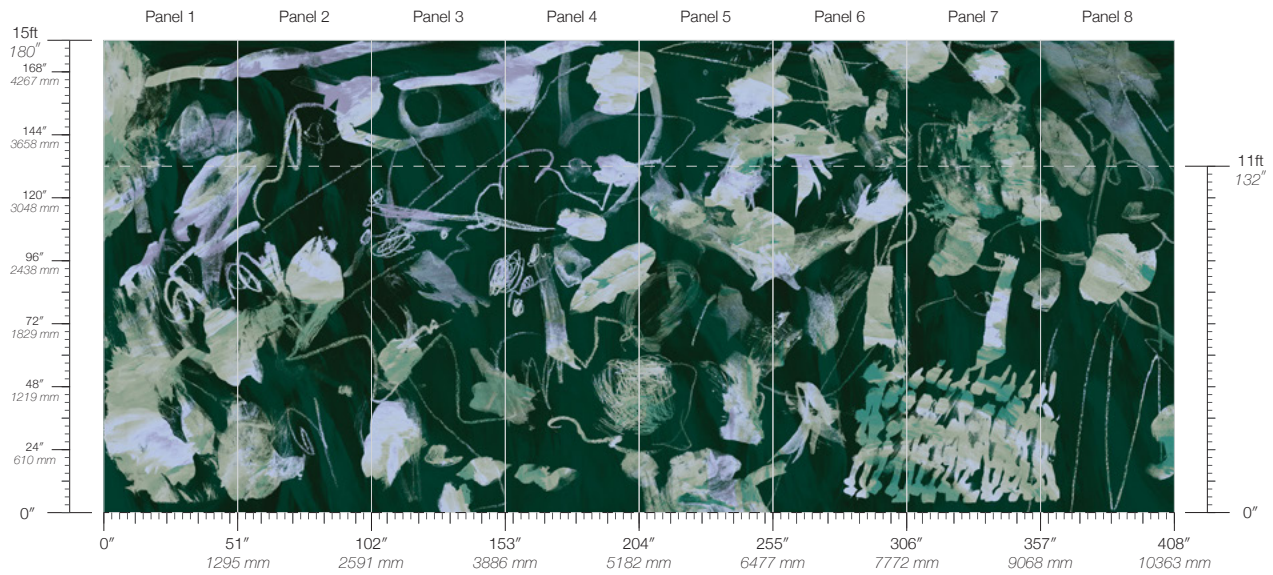 Panel 1 Panel 2 Panel 3 Panel 4 Panel 5 Panel 6 Panel 7 Panel 8
15ft
180″
168″
4267 mm
144″
3658 mm
11ft
132″
120″
3048 mm
96″
2438 mm
72″
1829 mm
48″
1219 mm
24″
610 mm
0″ 0″
0″ 51″ 102″ 153″ 204″ 255″ 306″ 357″ 408″
1295 mm 2591 mm 3886 mm 5182 mm 6477 mm 7772 mm 9068 mm 10363 mm